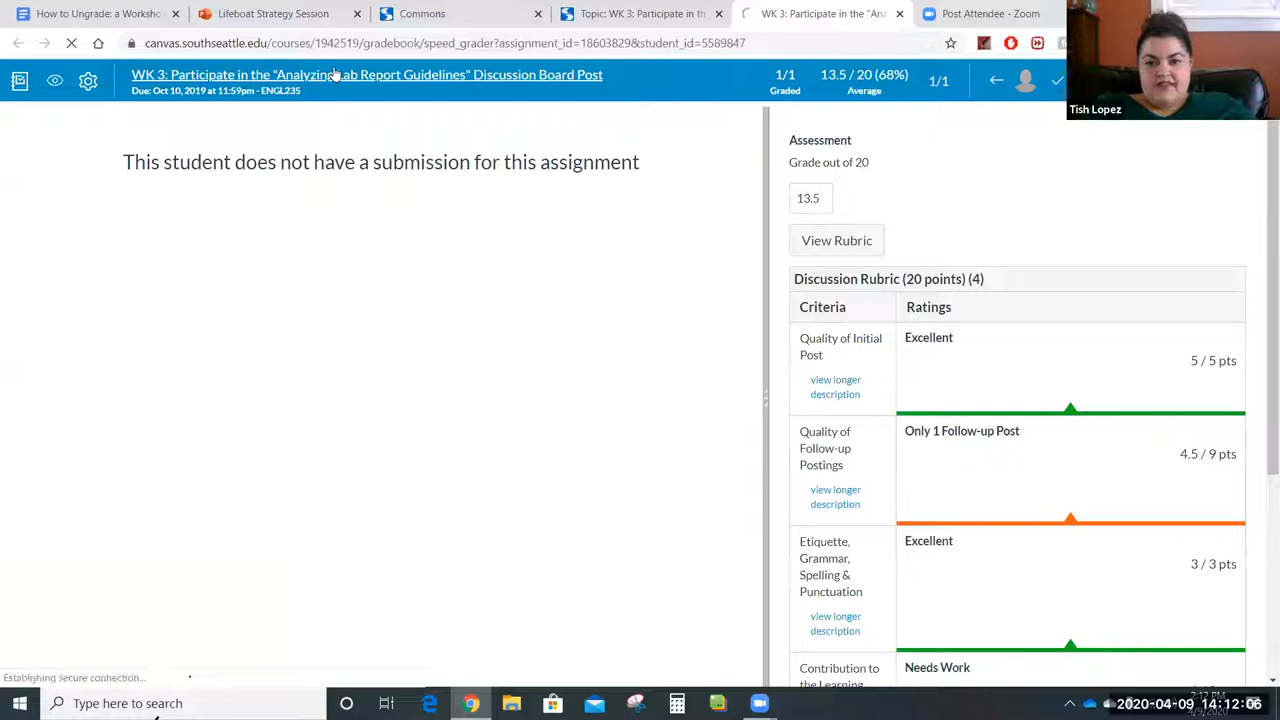 How to Ungrade: a Worksho
Lifeboat Strategy Session
Commons
Topic: WK 3: Participate in th
WK 3: Participate in the "Ana
Post Attendee - Zoom
canvas.southseattle.edu/courses/1942519/gradebook/speed_grader?assignment_id=18603829&student_id=5589847
WK 3: Participate in the "Analyzing Lab Report Guidelines" Discussion Board Post
Due: Oct 10, 2019 at 11:59pm - ENGL235
1/1
Graded
13.5 / 20 (68%)
Average
1/1
Tish Lopez
This student does not have a submission for this assignment
Assessment
Grade out of 20
13.5
View Rubric
Discussion Rubric (20 points) (4)
Criteria
Ratings
Quality of Initial
Post
view longer
description
Excellent
5 / 5 pts
Quality of
Follow-up
Postings
view longer
description
Only 1 Follow-up Post
4.5 / 9 pts
Etiquette,
Grammar,
Spelling &
Punctuation
view longer
description
Excellent
3 / 3 pts
Contribution to
the Learning
Needs Work
Establishing secure connection...
Type here to search
2020-04-09 14:12:06